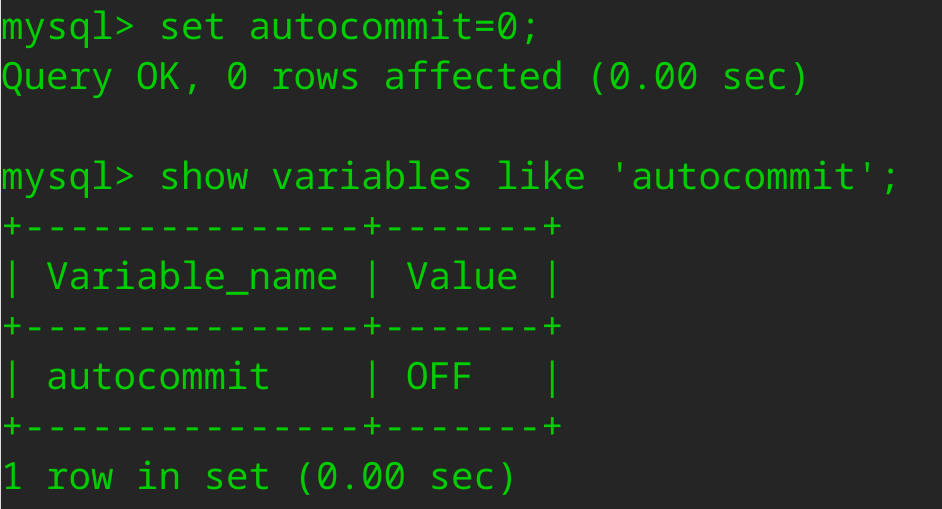 mysql> set autocommit=0;
Query OK, 0 rows affected (0.00 sec)

mysql> show variables like 'autocommit';
+---------------+-------+
| Variable_name | Value |
+---------------+-------+
| autocommit    | OFF   |
+---------------+-------+
1 row in set (0.00 sec)